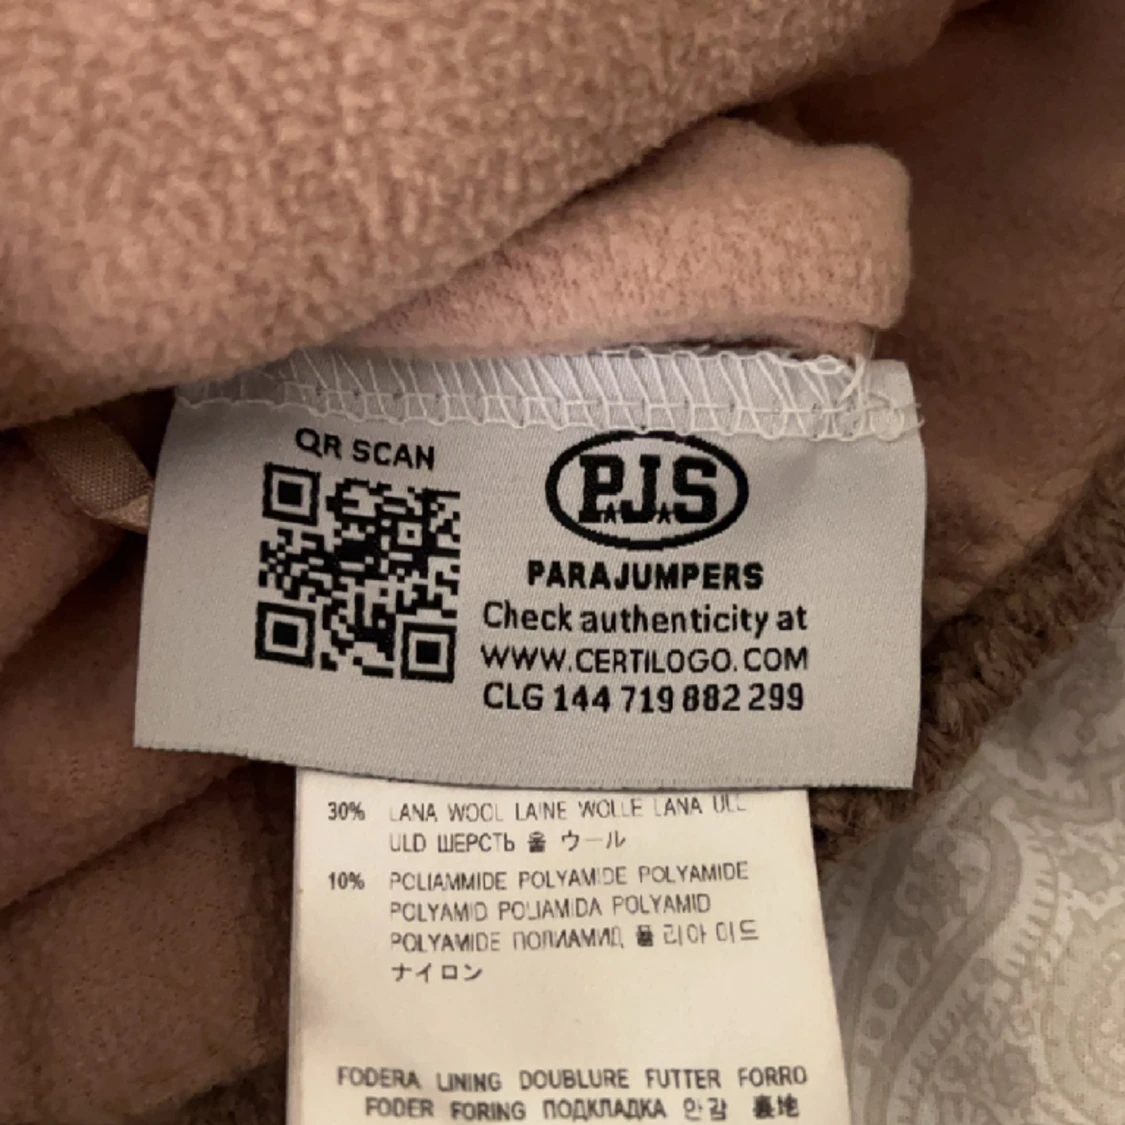 QR SCAN
P.J.S
PARAJUMPERS
Check authenticity at
WWW.CERTILOGO.COM
CLG 144 719 882 299
30% LANA WOOL LAINE WOLLE LANA ULL
ULD ШЕРСТЬ 울 ウール
10% POLIAMMIDE POLYAMIDE POLYAMIDE
POLYAMID POLIAMIDA POLYAMID
POLYAMIDE ПОЛИАМИД 폴리아미드
ナイロン
FODERA LINING DOUBLURE FUTTER FORRO
FODER FORING ПОДКЛАДКА 안감 裏地